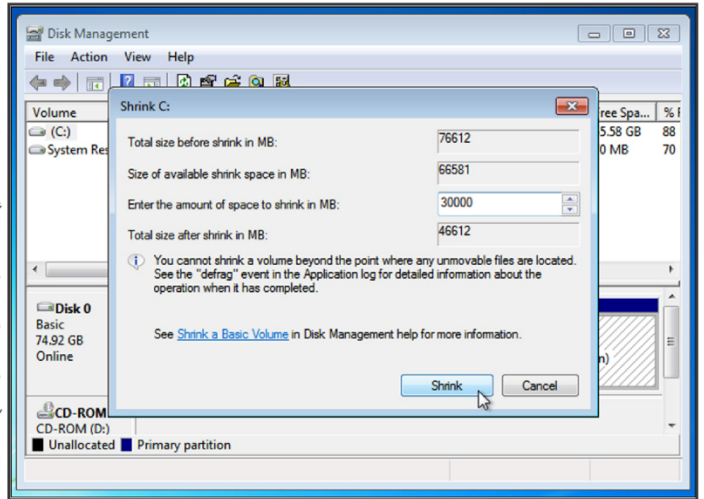 Disk Management
File Action View Help
Volume
ree Spa... % F
(C:)
5.58 GB 88
System Res
0 MB 70
Shrink C:
Total size before shrink in MB: 76612
Size of available shrink space in MB: 66581
Enter the amount of space to shrink in MB: 30000
Total size after shrink in MB: 46612
You cannot shrink a volume beyond the point where any unmovable files are located.
See the "defrag" event in the Application log for detailed information about the
operation when it has completed.
See Shrink a Basic Volume in Disk Management help for more information.
Shrink Cancel
Disk 0
Basic
74.92 GB
Online
n)
CD-ROM
CD-ROM (D:)
Unallocated Primary partition